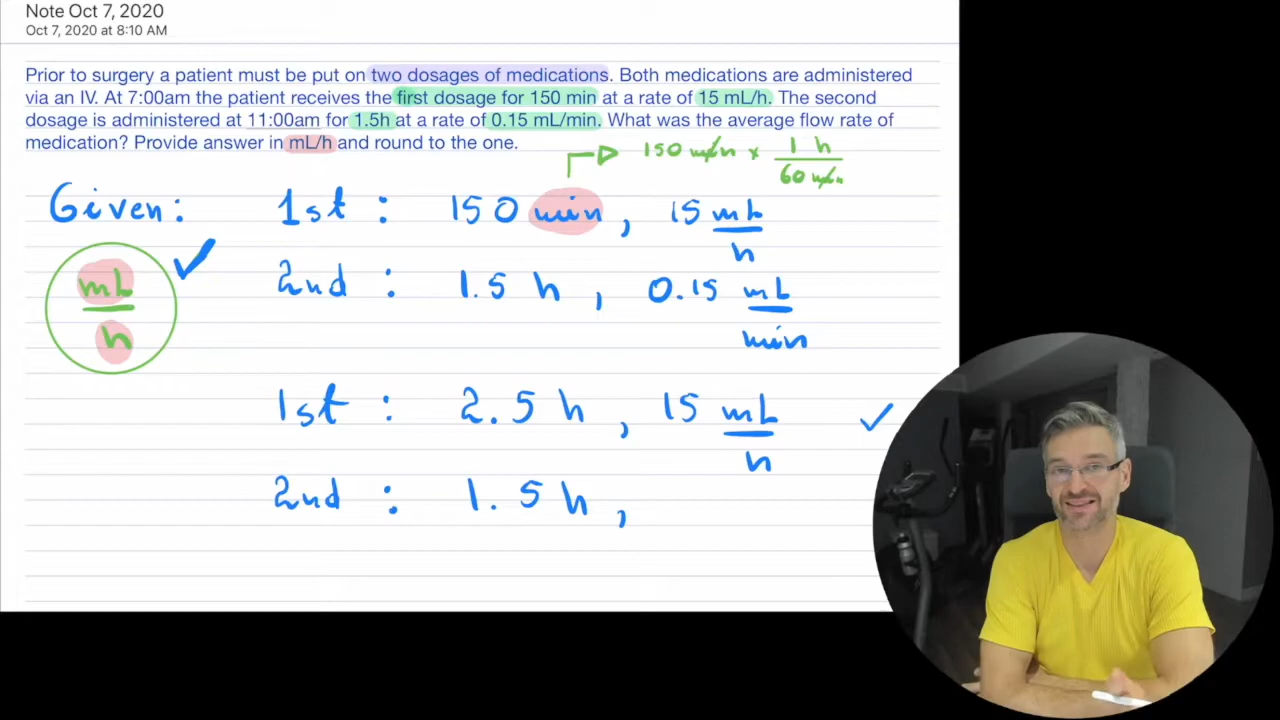 Note Oct 7, 2020
Oct 7, 2020 at 8:10 AM
Prior to surgery a patient must be put on two dosages of medications. Both medications are administered
via an IV. At 7:00am the patient receives the first dosage for 150 min at a rate of 15 mL/h. The second
dosage is administered at 11:00am for 1.5h at a rate of 0.15 mL/min. What was the average flow rate of
medication? Provide answer in mL/h and round to the one.
150 min × 1 h / 60 min
Given: 1st : 150 min, 15 mL/h
mL/h
2nd : 1.5 h, 0.15 mL/min
1st : 2.5 h, 15 mL/h
2nd : 1.5 h,